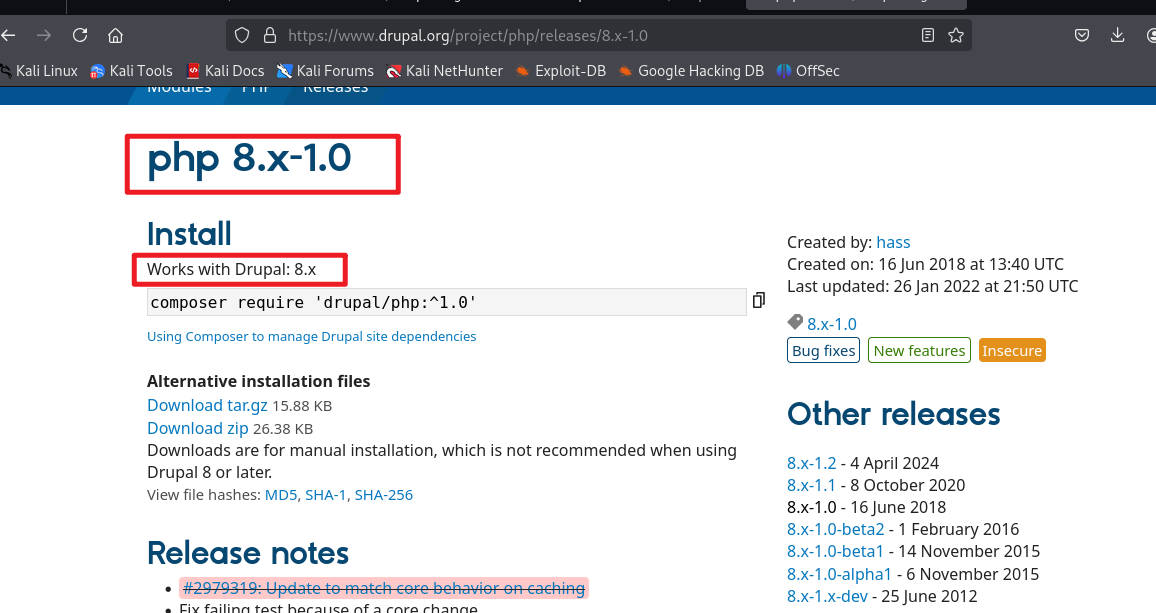 https://www.drupal.org/project/php/releases/8.x-1.0
Kali Linux Kali Tools Kali Docs Kali Forums Kali NetHunter Exploit-DB Google Hacking DB OffSec
Modules PHP Releases
php 8.x-1.0
Install
Works with Drupal: 8.x
composer require 'drupal/php:^1.0'
Using Composer to manage Drupal site dependencies
Alternative installation files
Download tar.gz 15.88 KB
Download zip 26.38 KB
Downloads are for manual installation, which is not recommended when using
Drupal 8 or later.
View file hashes: MD5, SHA-1, SHA-256
Release notes
#2979319: Update to match core behavior on caching
Fix failing test because of a core change
Created by: hass
Created on: 16 Jun 2018 at 13:40 UTC
Last updated: 26 Jan 2022 at 21:50 UTC
8.x-1.0
Bug fixes New features Insecure
Other releases
8.x-1.2 - 4 April 2024
8.x-1.1 - 8 October 2020
8.x-1.0 - 16 June 2018
8.x-1.0-beta2 - 1 February 2016
8.x-1.0-beta1 - 14 November 2015
8.x-1.0-alpha1 - 6 November 2015
8.x-1.x-dev - 25 June 2012